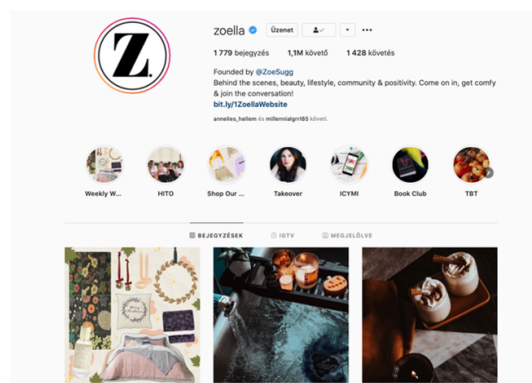 Z.
zoella
Üzenet
1 779 bejegyzés 1,1M követő 1 428 követés
Founded by @ZoeSugg
Behind the scenes, beauty, lifestyle, community & positivity. Come on in, get comfy
& join the conversation!
bit.ly/1ZoellaWebsite
annelies_hellem és millennialgrrl85 követi.
Weekly W... HITO Shop Our ... Takeover ICYMI Book Club TBT
BEJEGYZÉSEK IGTV MEGJELÖLVE